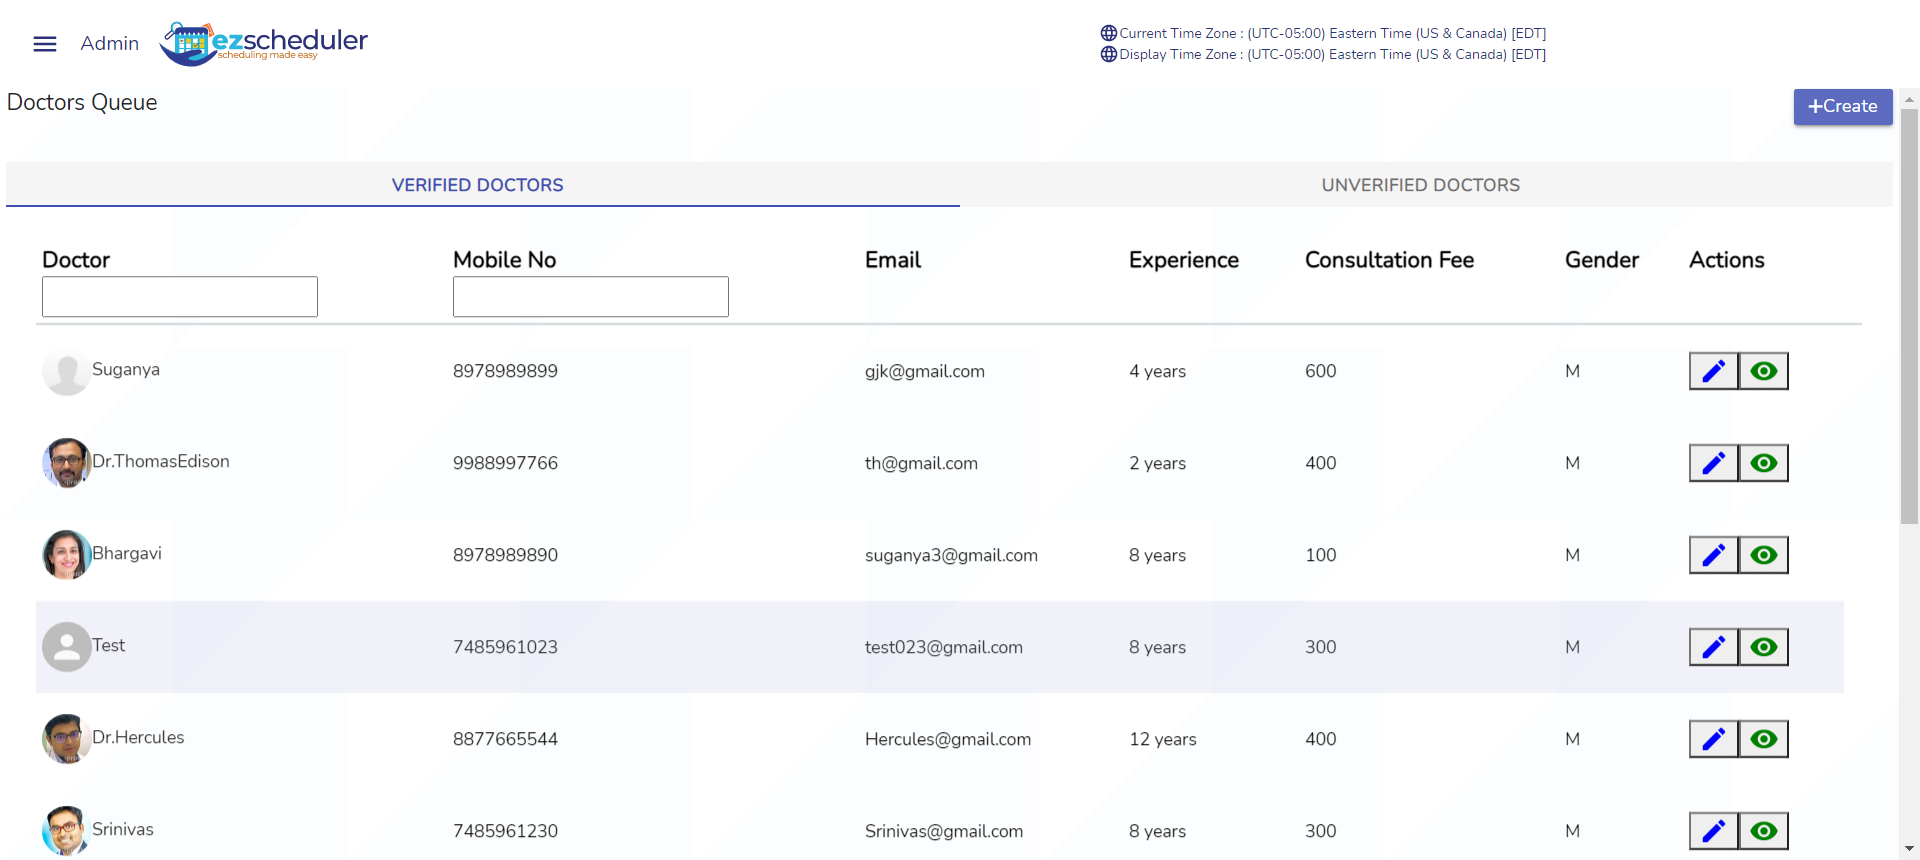 Admin
ezscheduler
scheduling made easy
Current Time Zone : (UTC-05:00) Eastern Time (US & Canada) [EDT]
Display Time Zone : (UTC-05:00) Eastern Time (US & Canada) [EDT]
Doctors Queue
+Create
VERIFIED DOCTORS UNVERIFIED DOCTORS
Doctor Mobile No Email Experience Consultation Fee Gender Actions
Suganya 8978989899 gjk@gmail.com 4 years 600 M
Dr.ThomasEdison 9988997766 th@gmail.com 2 years 400 M
Bhargavi 8978989890 suganya3@gmail.com 8 years 100 M
Test 7485961023 test023@gmail.com 8 years 300 M
Dr.Hercules 8877665544 Hercules@gmail.com 12 years 400 M
Srinivas 7485961230 Srinivas@gmail.com 8 years 300 M